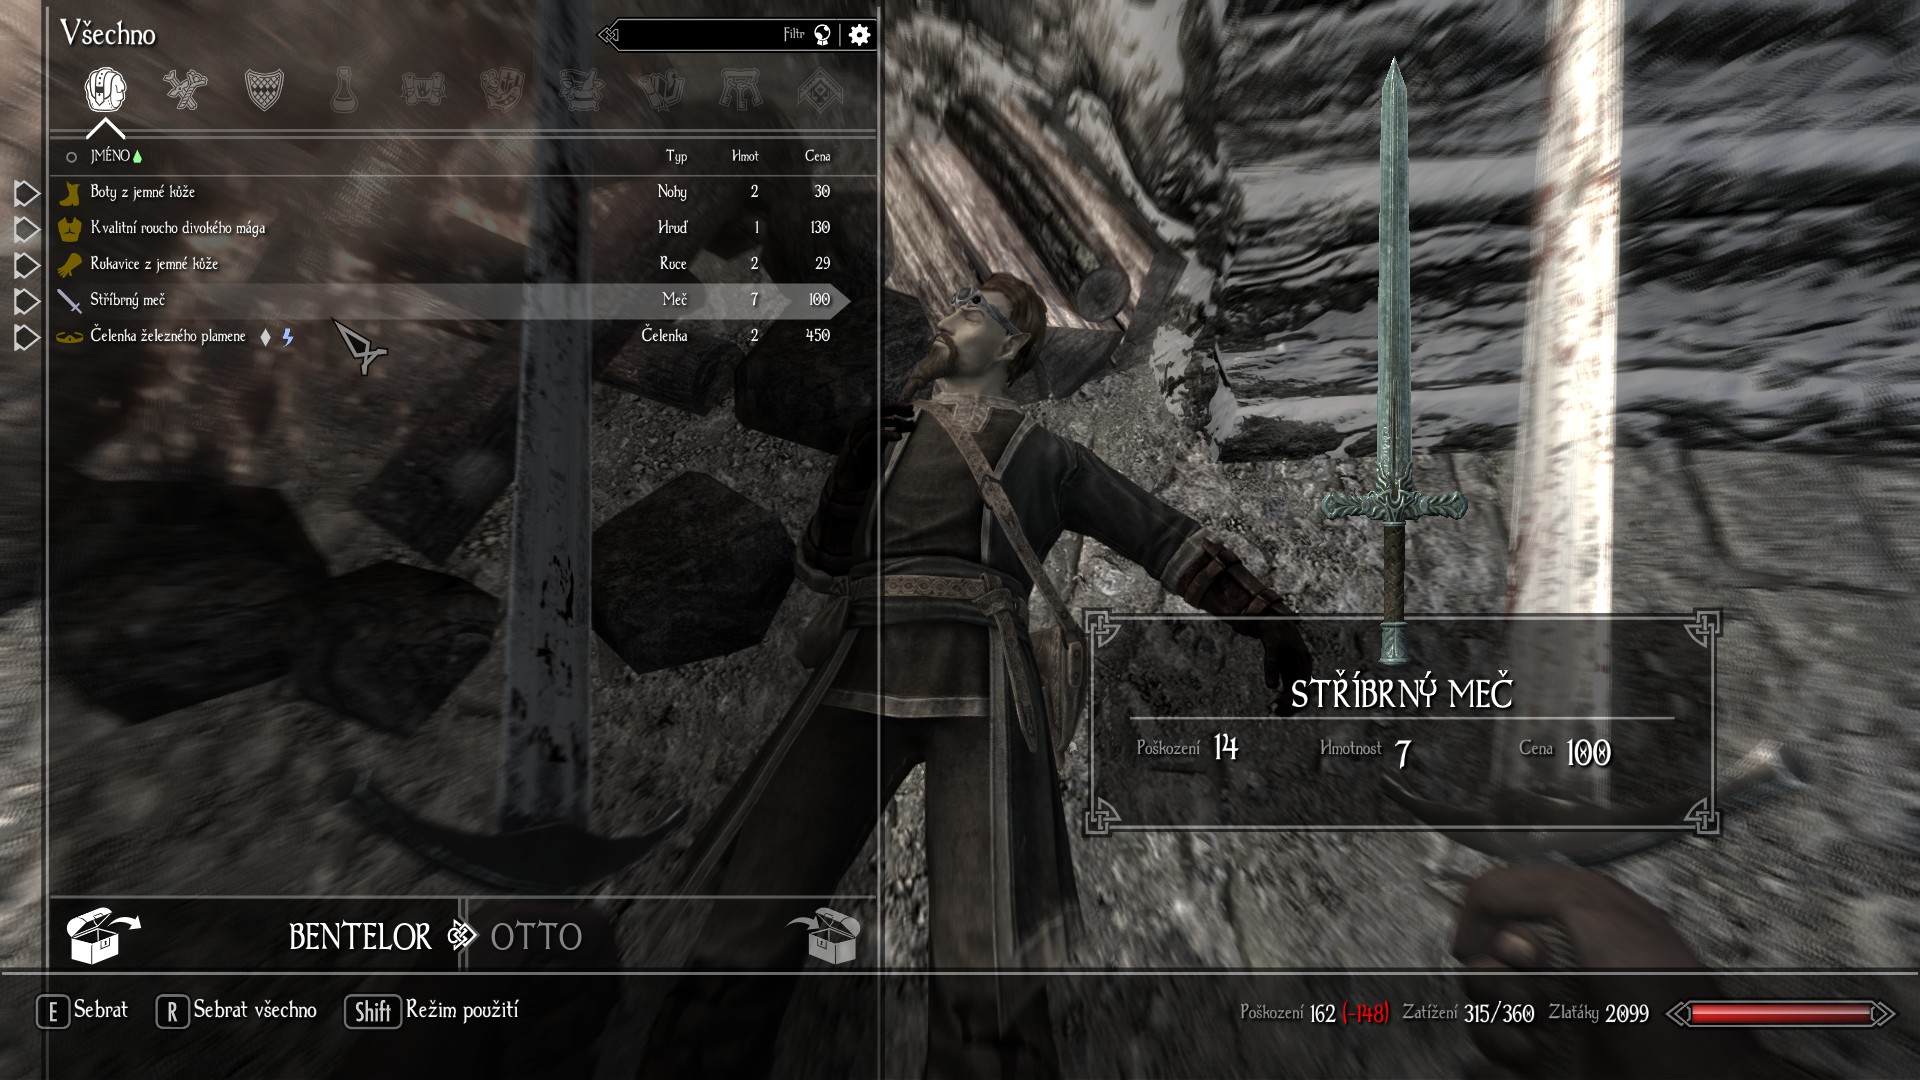 Všechno
Filtr
JMÉNO Typ Hmot Cena
Boty z jemné kůže Nohy 2 30
Kvalitní roucho divokého mága Hruď 1 130
Rukavice z jemné kůže Ruce 2 29
Stříbrný meč Meč 7 100
Čelenka železného plamene Čelenka 2 450
STŘÍBRNÝ MEČ
Poškození 14 Hmotnost 7 Cena 100
BENTELOR OTTO
E Sebrat R Sebrat všechno Shift Režim použití
Poškození 162 (-148) Zatížení 315/360 Zlaťáky 2099